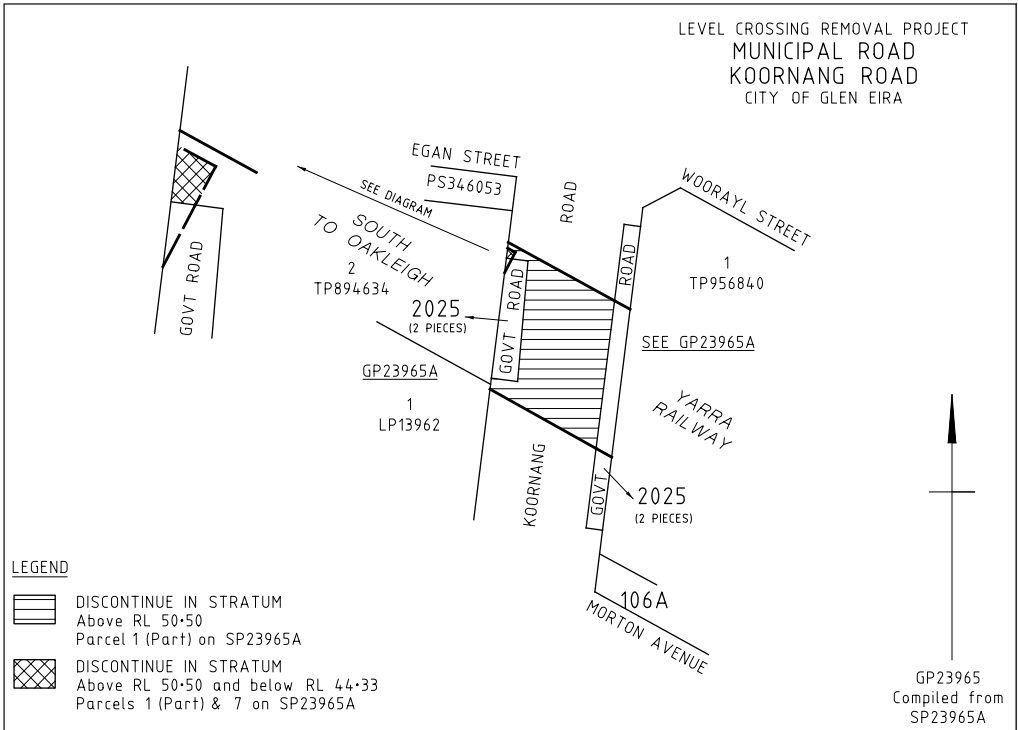 LEVEL CROSSING REMOVAL PROJECT
MUNICIPAL ROAD
KOORNANG ROAD
CITY OF GLEN EIRA
EGAN STREET
PS346053
ROAD
WOORAYL STREET
SEE DIAGRAM
SOUTH
TO OAKLEIGH
2
TP894634
GOVT ROAD
GOVT ROAD
ROAD
1
TP956840
2025
(2 PIECES)
SEE GP23965A
GP23965A
1
LP13962
YARRA
RAILWAY
KOORNANG
GOVT
2025
(2 PIECES)
106A
MORTON AVENUE
LEGEND
DISCONTINUE IN STRATUM
Above RL 50·50
Parcel 1 (Part) on SP23965A
DISCONTINUE IN STRATUM
Above RL 50·50 and below RL 44·33
Parcels 1 (Part) & 7 on SP23965A
GP23965
Compiled from
SP23965A